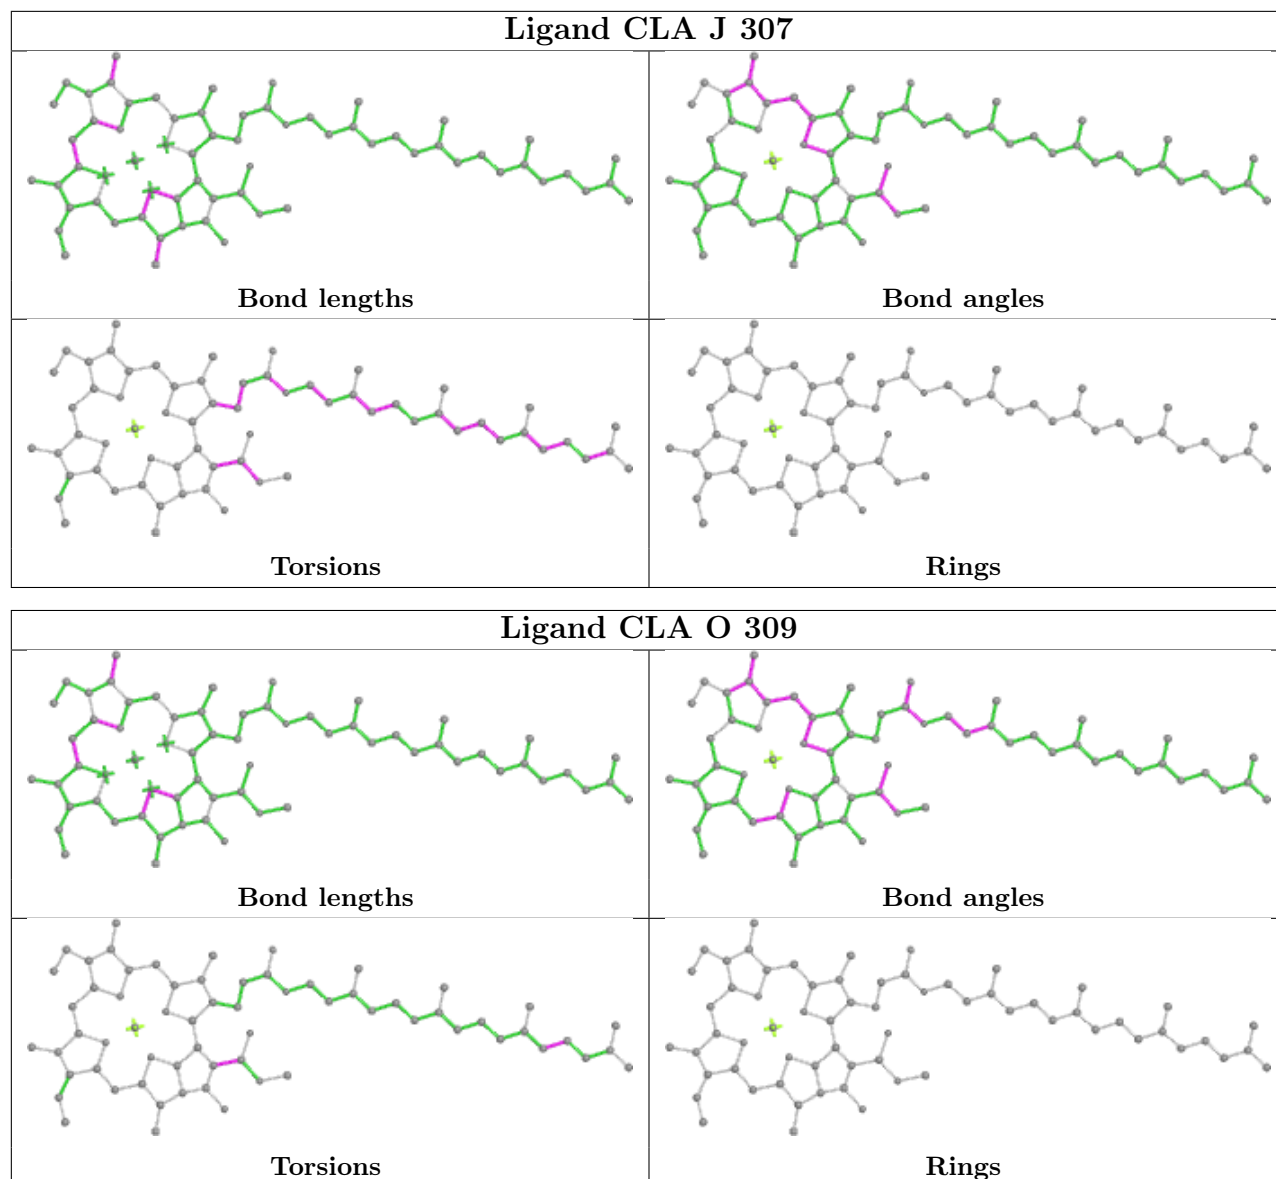 Ligand CLA J 307
Bond lengths
Bond angles
Torsions
Rings
Ligand CLA O 309
Bond lengths
Bond angles
Torsions
Rings